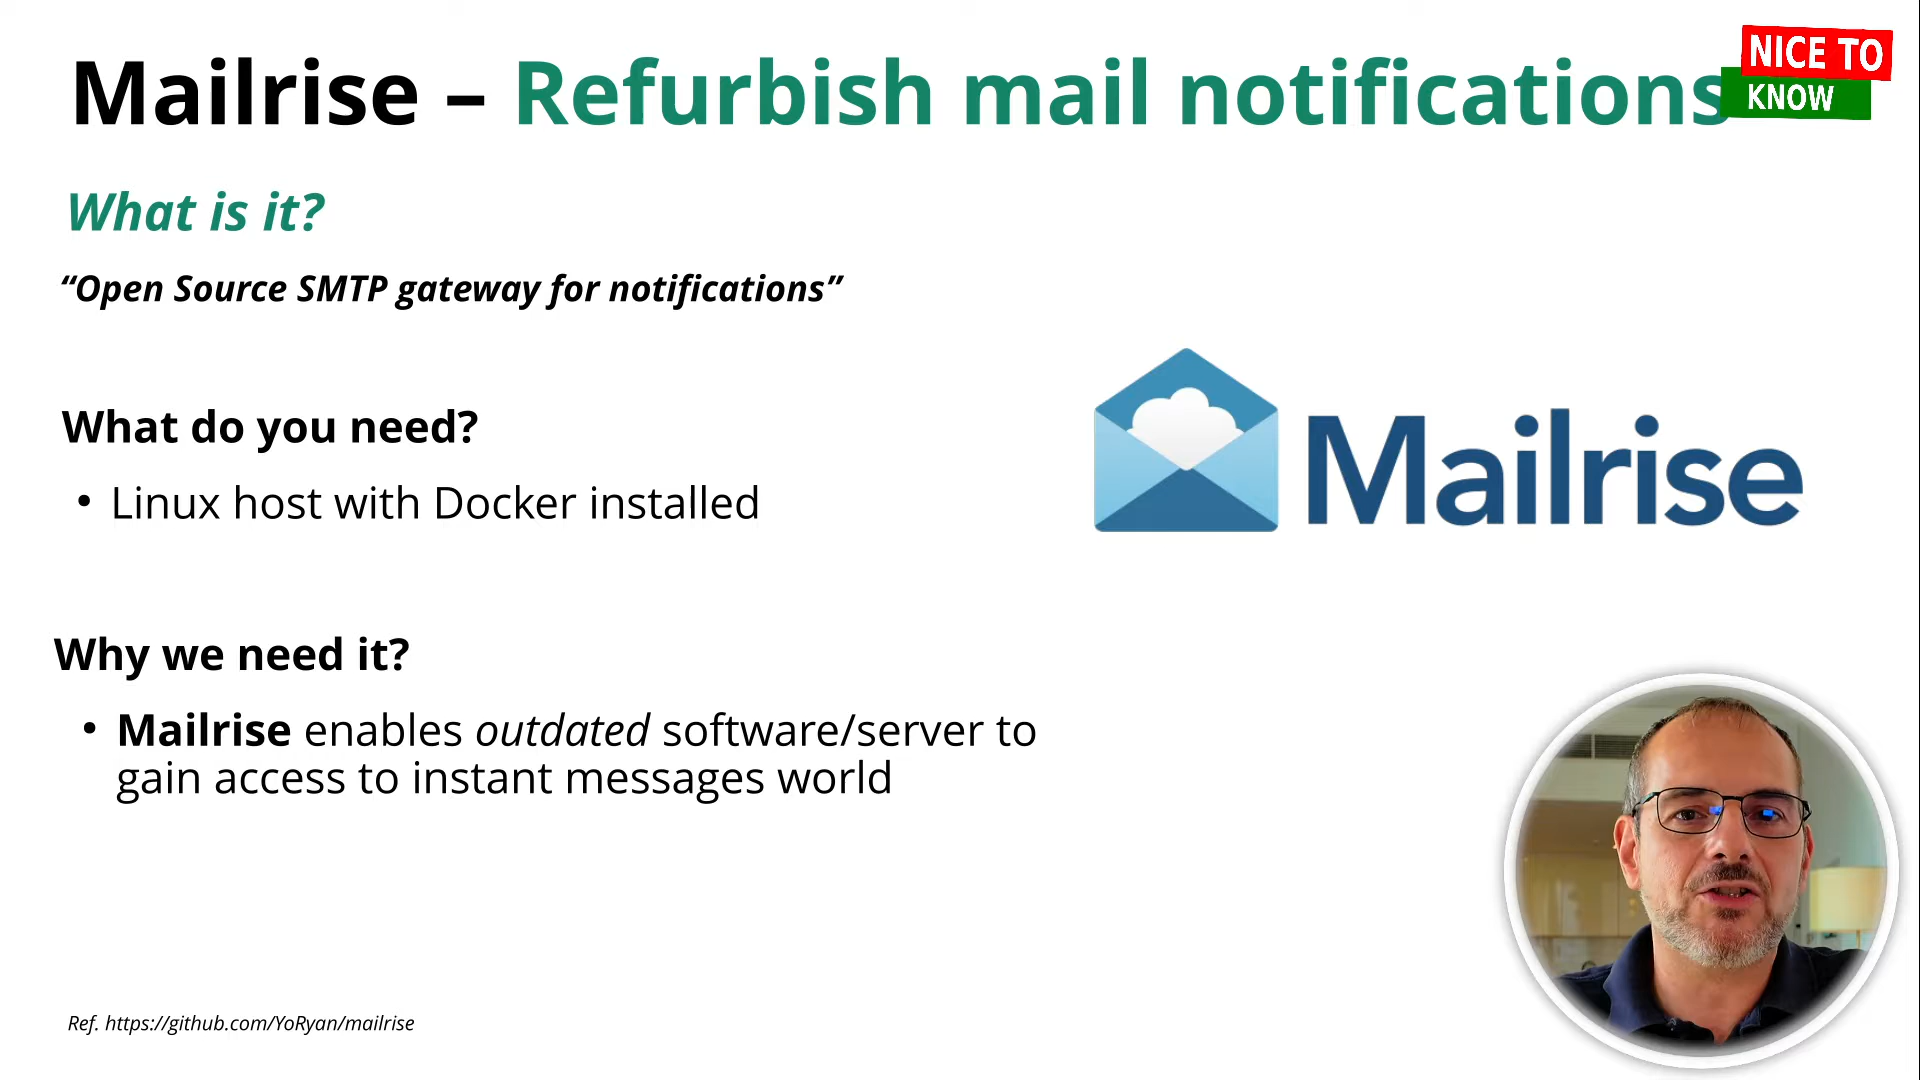 Mailrise – Refurbish mail notifications
NICE TO
KNOW
What is it?
“Open Source SMTP gateway for notifications”
What do you need?
• Linux host with Docker installed
Mailrise
Why we need it?
• Mailrise enables outdated software/server to
gain access to instant messages world
Ref. https://github.com/YoRyan/mailrise